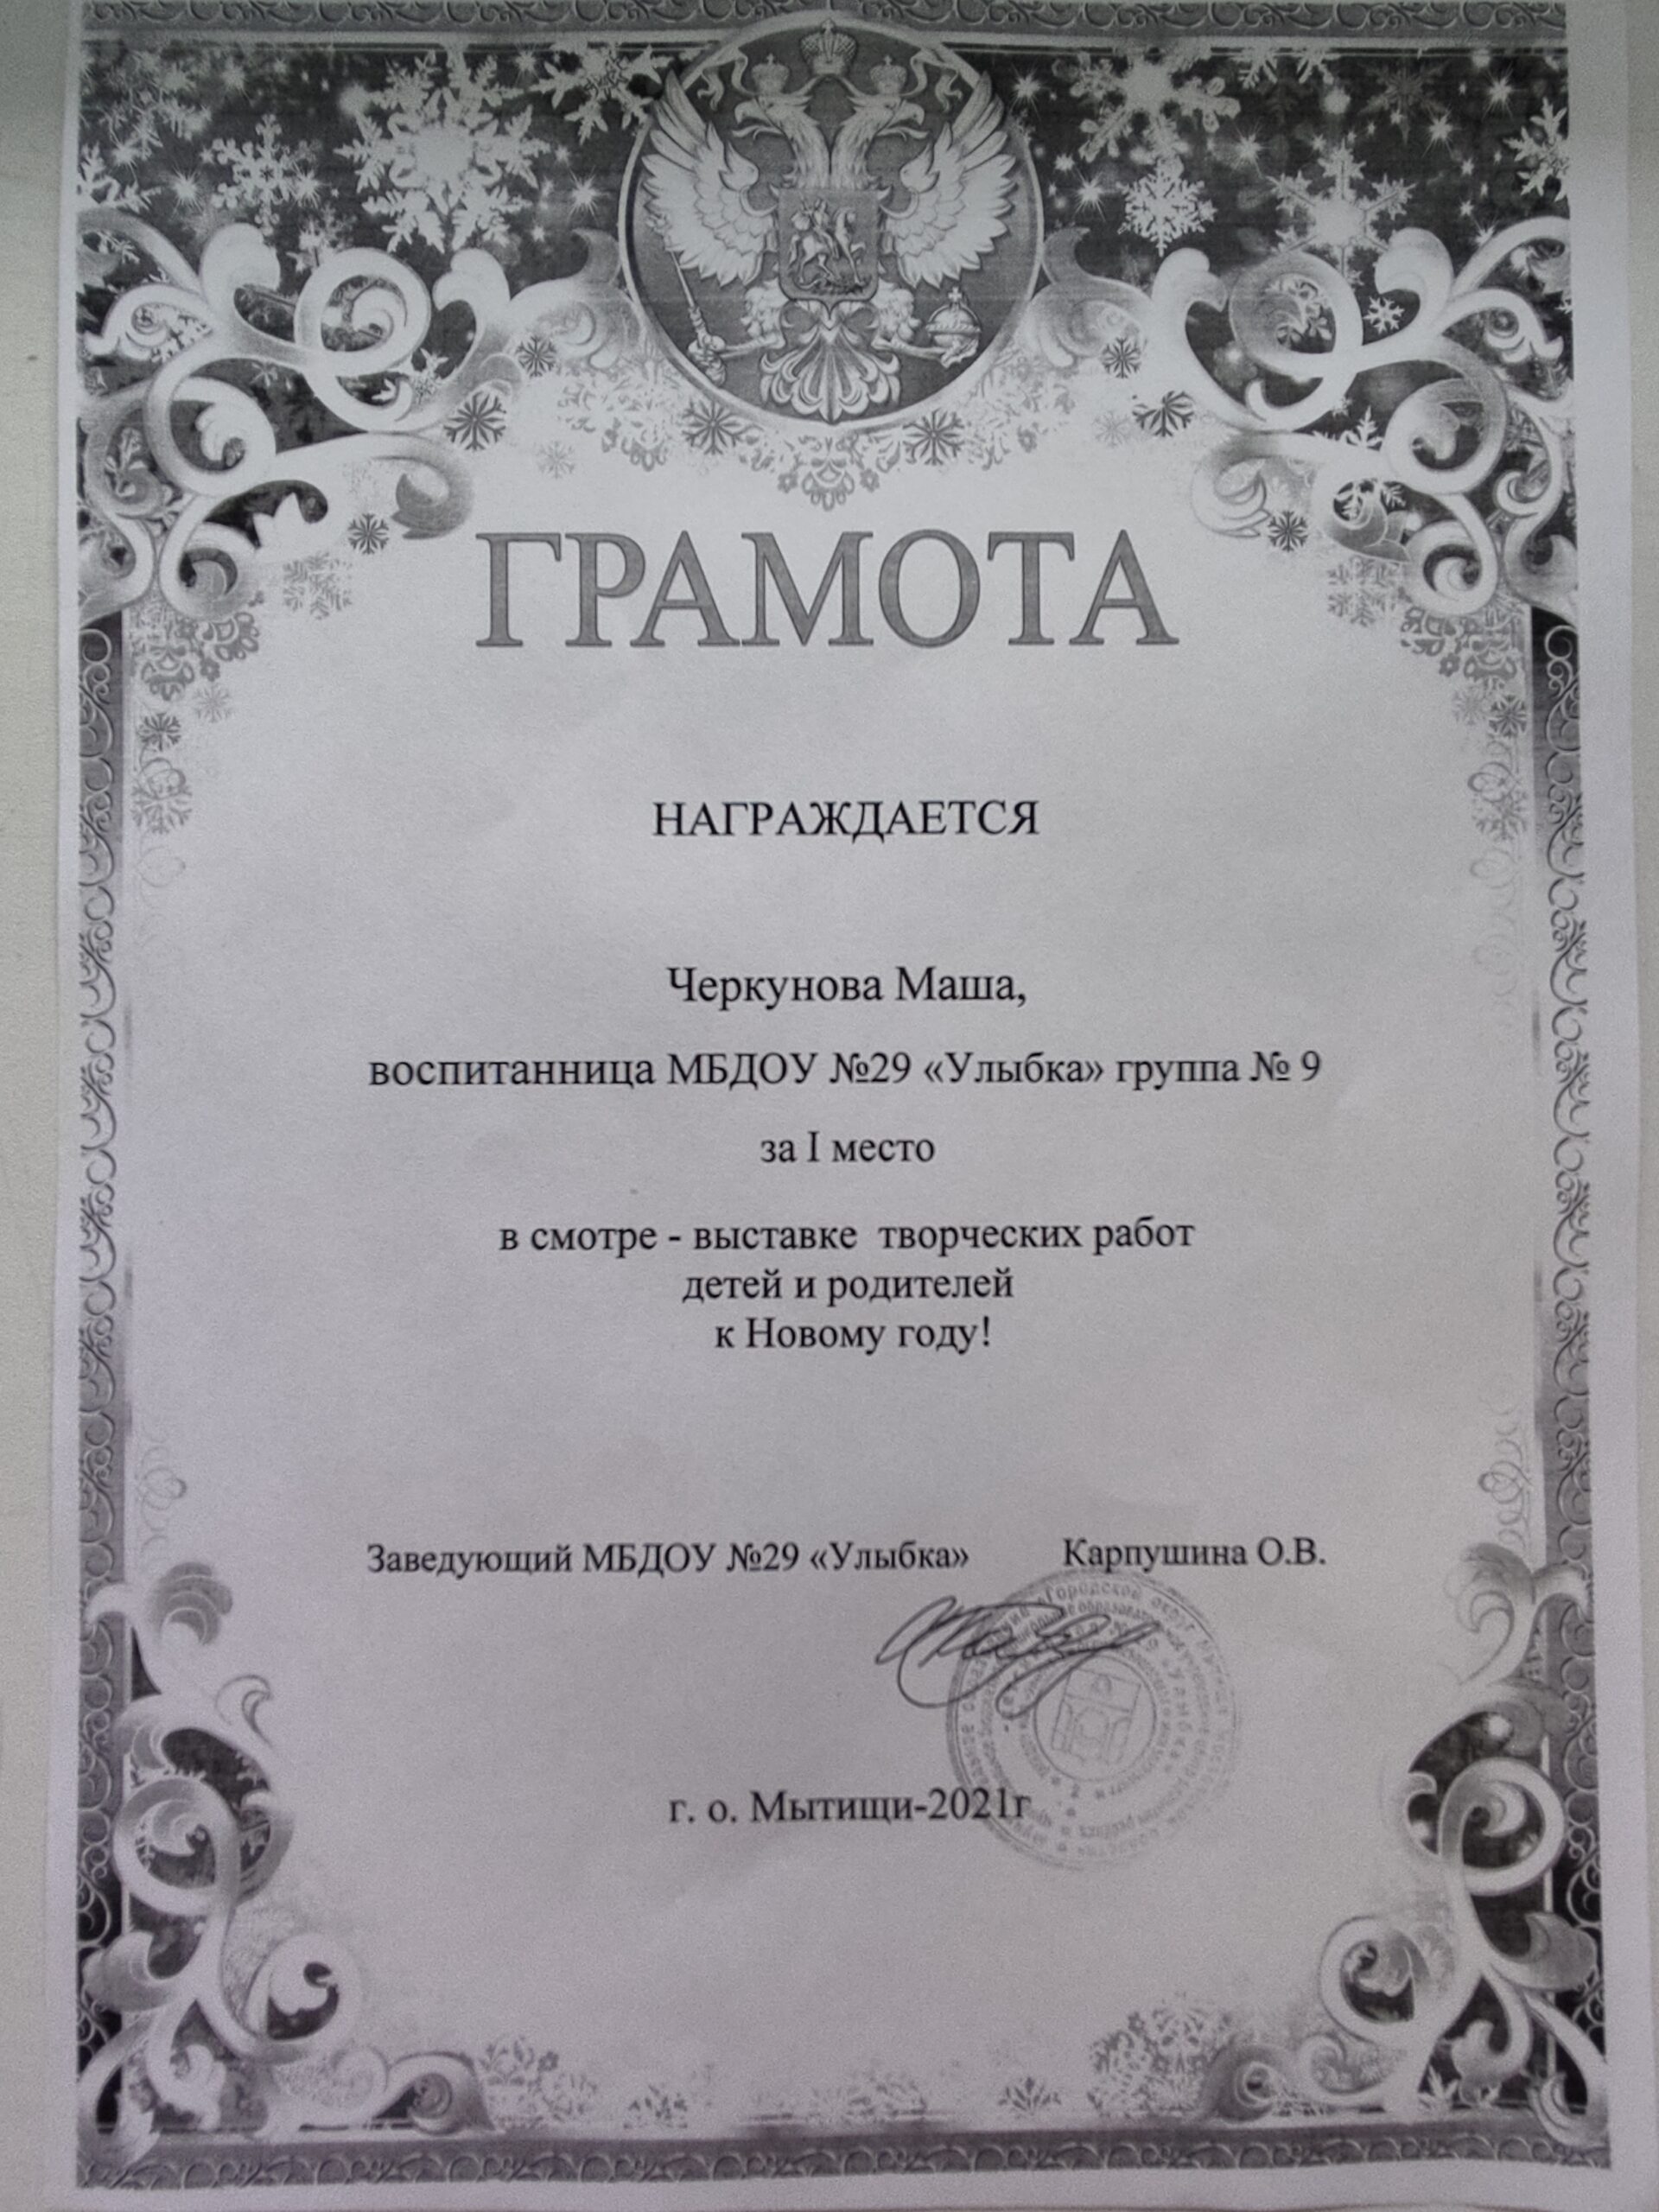 ГРАМОТА
НАГРАЖДАЕТСЯ
Черкунова Маша,
воспитанница МБДОУ №29 «Улыбка» группа № 9
за I место
в смотре - выставке творческих работ
детей и родителей
к Новому году!
Заведующий МБДОУ №29 «Улыбка» Карпушина О.В.
г. о. Мытищи-2021г